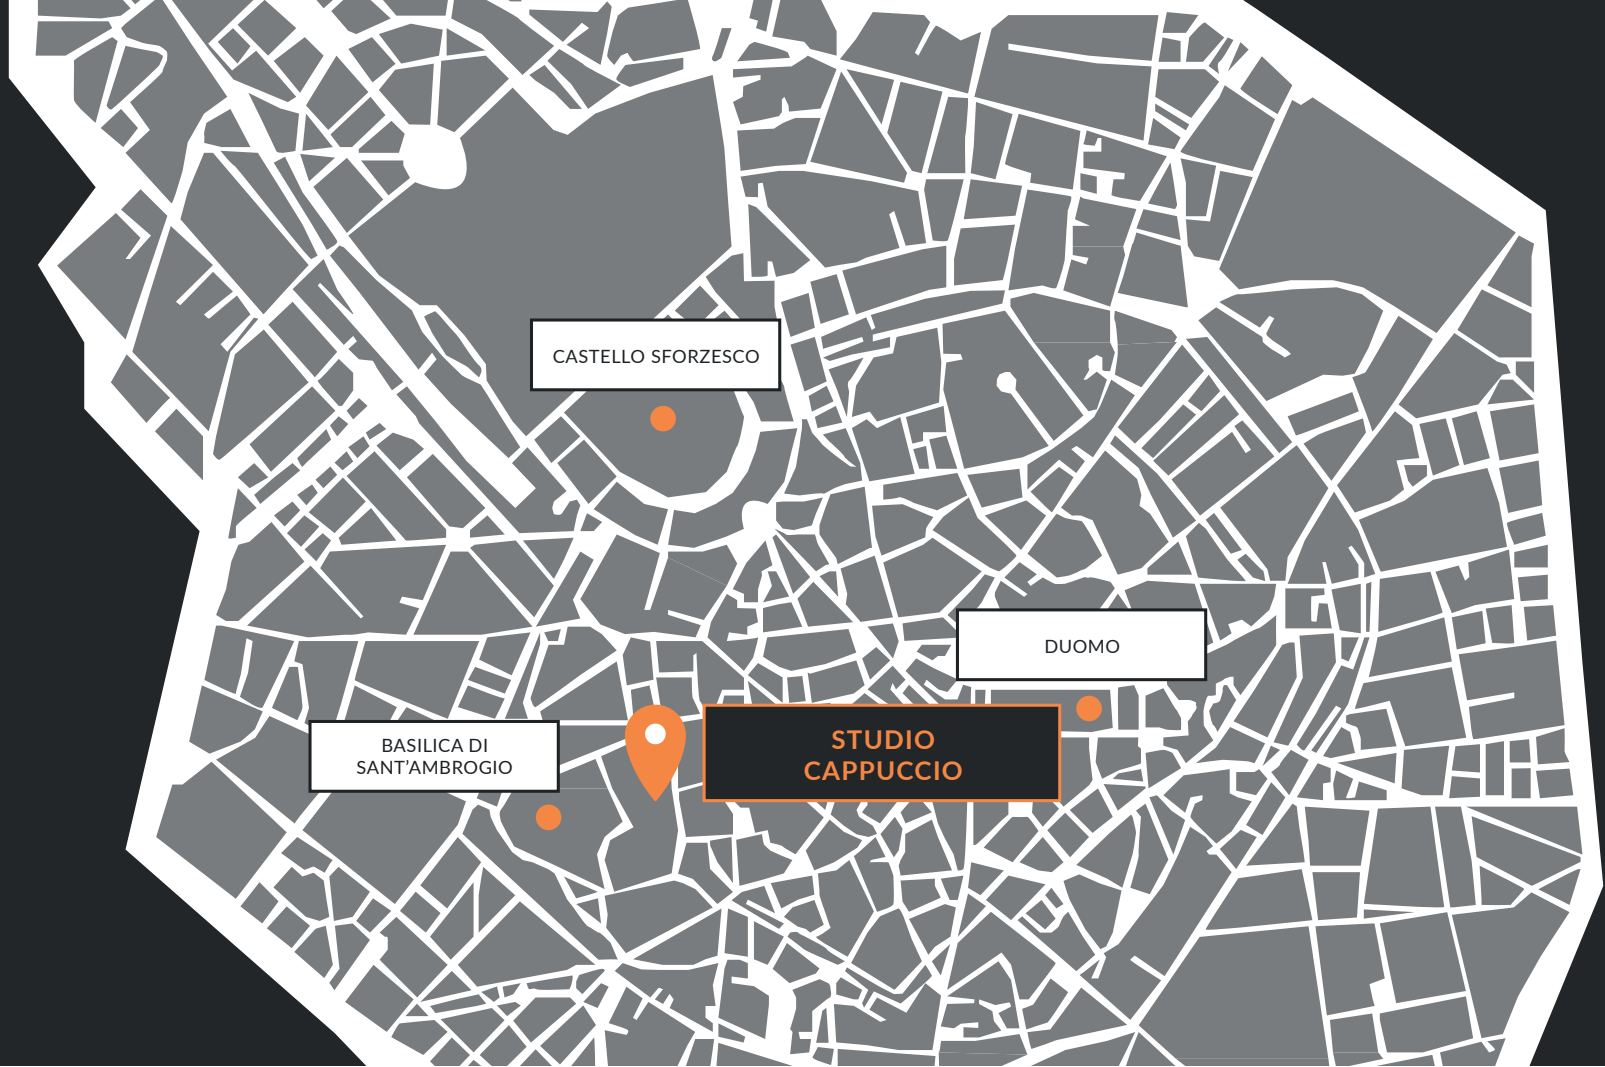 CASTELLO SFORZESCO
DUOMO
BASILICA DI
SANT’AMBROGIO
STUDIO
CAPPUCCIO